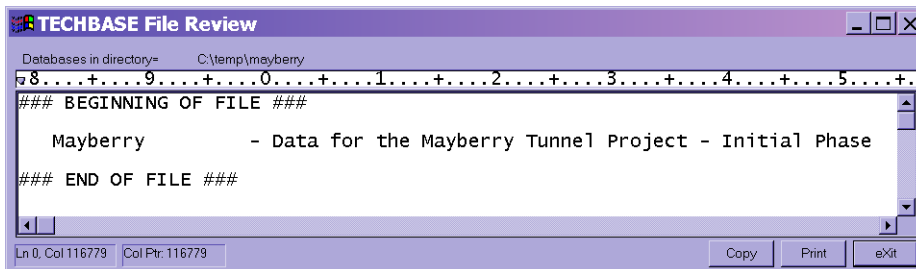 TECHBASE File Review
Databases in directory= C:\temp\mayberry
8....+....9....+....0....+....1....+....2....+....3....+....4....+....5....+.
### BEGINNING OF FILE ###
Mayberry - Data for the Mayberry Tunnel Project - Initial Phase
### END OF FILE ###
Ln 0, Col 116779 Col Ptr: 116779 Copy Print eXit